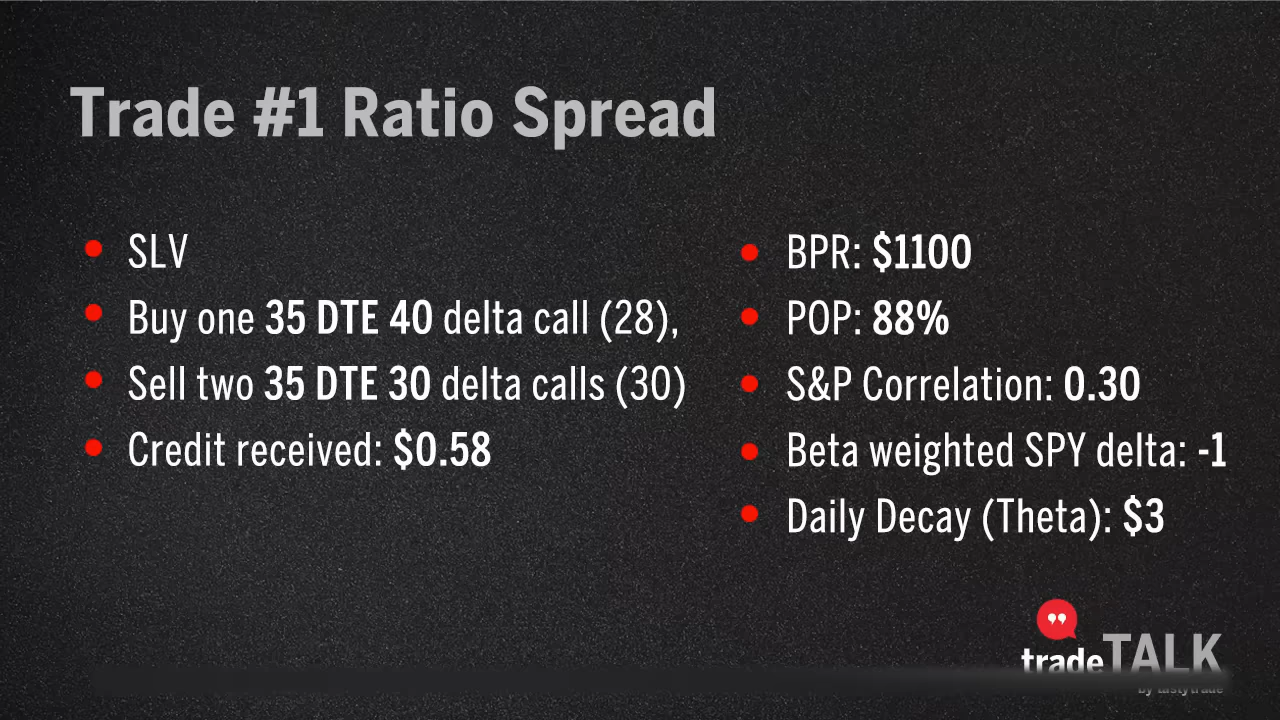 Trade #1 Ratio Spread
SLV
Buy one 35 DTE 40 delta call (28),
Sell two 35 DTE 30 delta calls (30)
Credit received: $0.58
BPR: $1100
POP: 88%
S&P Correlation: 0.30
Beta weighted SPY delta: -1
Daily Decay (Theta): $3
tradeTALK
by tastytrade